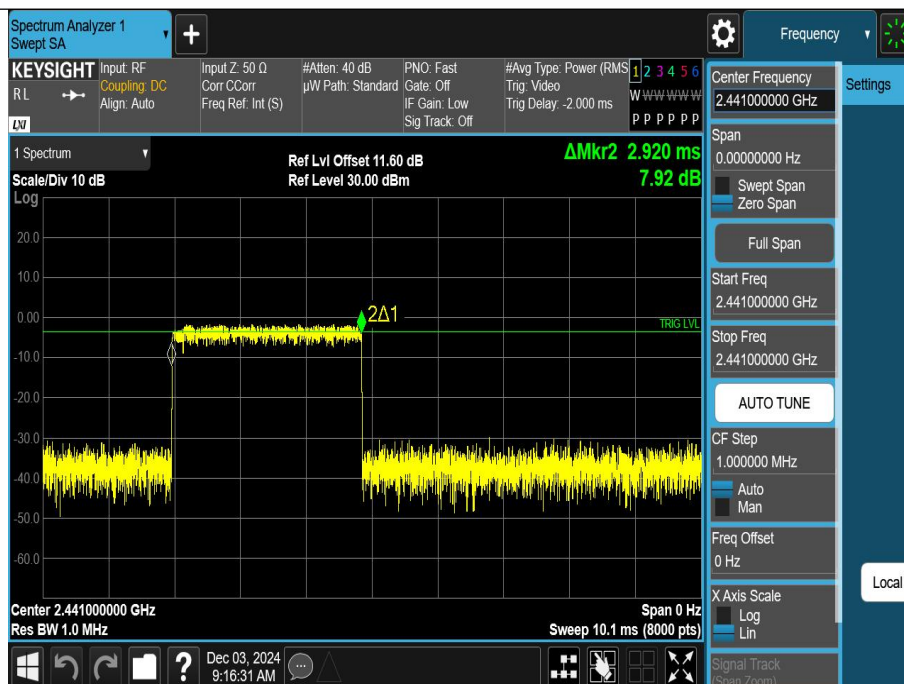 Spectrum Analyzer 1
Swept SA
+
Frequency
KEYSIGHT
R L
LXI
Input: RF
Coupling: DC
Align: Auto
Input Z: 50 Ω
Corr CCorr
Freq Ref: Int (S)
#Atten: 40 dB
µW Path: Standard
PNO: Fast
Gate: Off
IF Gain: Low
Sig Track: Off
#Avg Type: Power (RMS
Trig: Video
Trig Delay: -2.000 ms
1 2 3 4 5 6
W W W W W W
P P P P P P
1 Spectrum
Scale/Div 10 dB
Log
Ref Lvl Offset 11.60 dB
Ref Level 30.00 dBm
ΔMkr2 2.920 ms
7.92 dB
20.0
10.0
0.00
-10.0
-20.0
-30.0
-40.0
-50.0
-60.0
2Δ1
TRIG LVL
Center 2.441000000 GHz
Res BW 1.0 MHz
Span 0 Hz
Sweep 10.1 ms (8000 pts)
?
Dec 03, 2024
9:16:31 AM
Center Frequency
2.441000000 GHz
Span
0.00000000 Hz
Swept Span
Zero Span
Full Span
Start Freq
2.441000000 GHz
Stop Freq
2.441000000 GHz
AUTO TUNE
CF Step
1.000000 MHz
Auto
Man
Freq Offset
0 Hz
X Axis Scale
Log
Lin
Signal Track
(Span Zoom)
Settings
Local